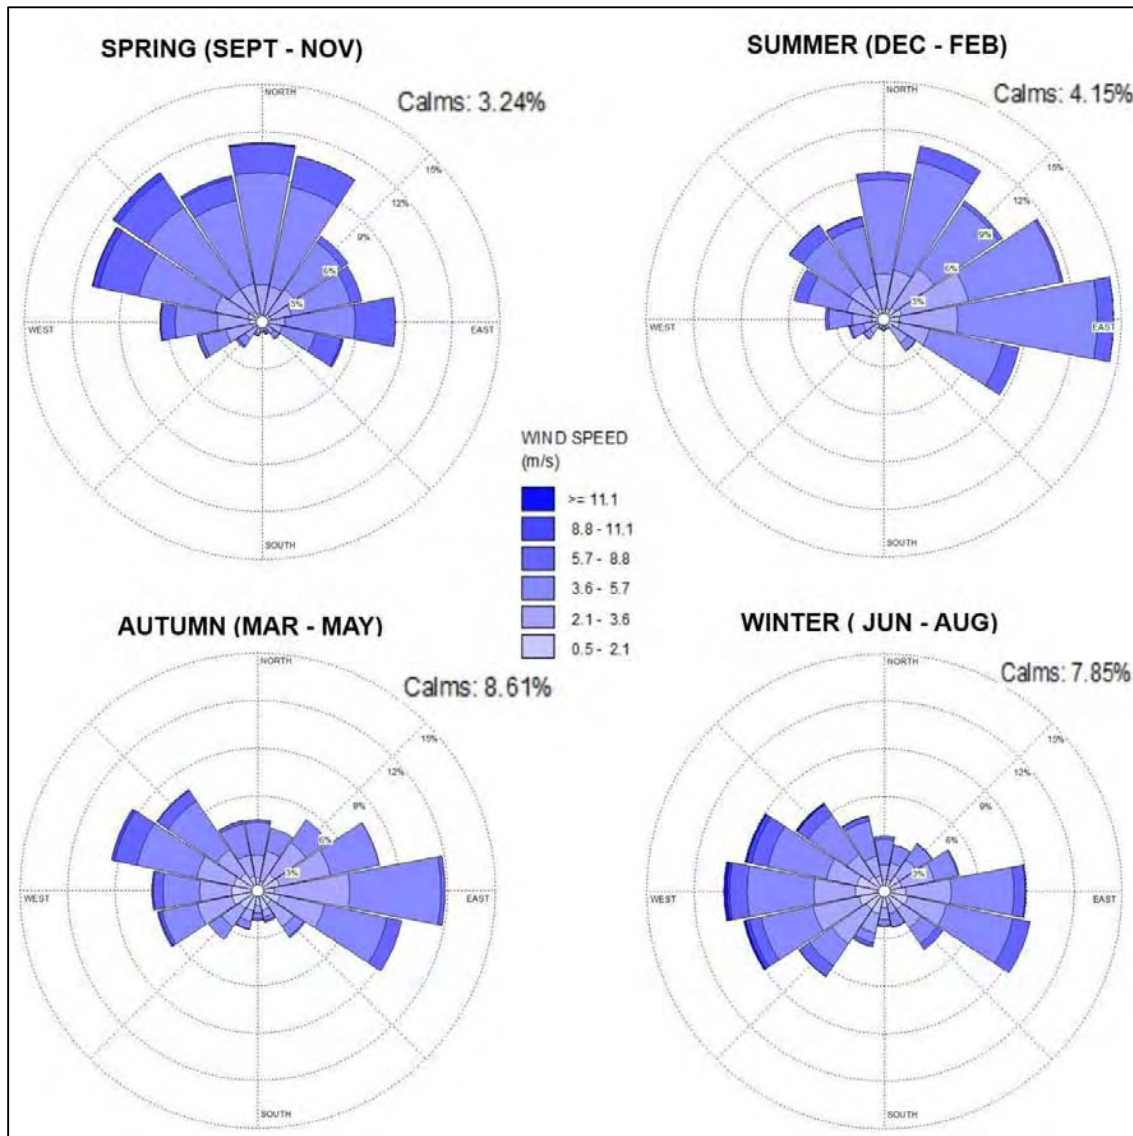 SPRING (SEPT - NOV)
Calms: 3.24%
NORTH
15%
12%
9%
6%
3%
WEST
EAST
SOUTH
SUMMER (DEC - FEB)
Calms: 4.15%
NORTH
15%
12%
9%
6%
3%
WEST
EAST
SOUTH
WIND SPEED
(m/s)
>= 11.1
8.8 - 11.1
5.7 - 8.8
3.6 - 5.7
2.1 - 3.6
0.5 - 2.1
AUTUMN (MAR - MAY)
Calms: 8.61%
NORTH
15%
12%
9%
6%
3%
WEST
EAST
SOUTH
WINTER ( JUN - AUG)
Calms: 7.85%
NORTH
15%
12%
9%
6%
3%
WEST
EAST
SOUTH